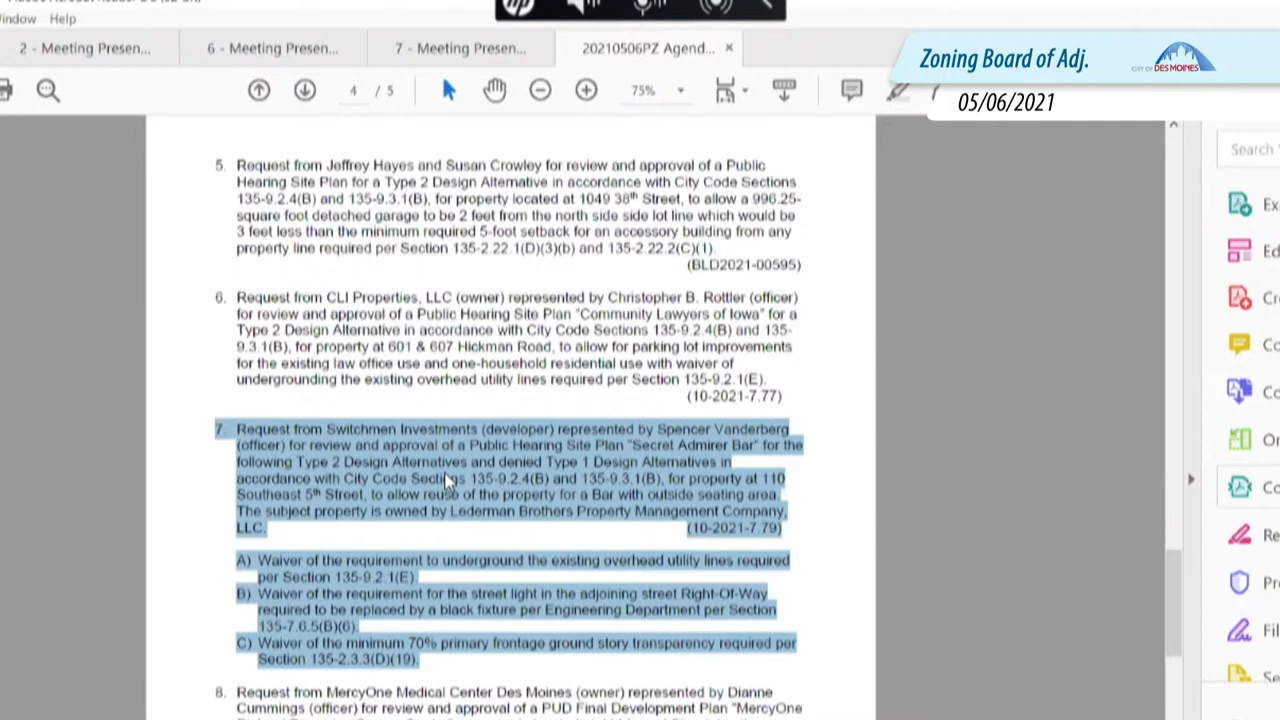 Window Help
2 - Meeting Presen...
6 - Meeting Presen...
7 - Meeting Presen...
20210506PZ Agend... ×
Zoning Board of Adj.
CITY OF DES MOINES
05/06/2021
4 / 5
75%
Search
5. Request from Jeffrey Hayes and Susan Crowley for review and approval of a Public
Hearing Site Plan for a Type 2 Design Alternative in accordance with City Code Sections
135-9.2.4(B) and 135-9.3.1(B), for property located at 1049 38th Street, to allow a 996.25-
square foot detached garage to be 2 feet from the north side side lot line which would be
3 feet less than the minimum required 5-foot setback for an accessory building from any
property line required per Section 135-2.22.1(D)(3)(b) and 135-2.22.2(C)(1).
(BLD2021-00595)
6. Request from CLI Properties, LLC (owner) represented by Christopher B. Rottler (officer)
for review and approval of a Public Hearing Site Plan "Community Lawyers of Iowa" for a
Type 2 Design Alternative in accordance with City Code Sections 135-9.2.4(B) and 135-
9.3.1(B), for property at 601 & 607 Hickman Road, to allow for parking lot improvements
for the existing law office use and one-household residential use with waiver of
undergrounding the existing overhead utility lines required per Section 135-9.2.1(E).
(10-2021-7.77)
7. Request from Switchmen Investments (developer) represented by Spencer Vanderberg
(officer) for review and approval of a Public Hearing Site Plan "Secret Admirer Bar" for the
following Type 2 Design Alternatives and denied Type 1 Design Alternatives in
accordance with City Code Sections 135-9.2.4(B) and 135-9.3.1(B), for property at 110
Southeast 5th Street, to allow reuse of the property for a Bar with outside seating area.
The subject property is owned by Lederman Brothers Property Management Company,
LLC. (10-2021-7.79)
A) Waiver of the requirement to underground the existing overhead utility lines required
per Section 135-9.2.1(E).
B) Waiver of the requirement for the street light in the adjoining street Right-Of-Way
required to be replaced by a black fixture per Engineering Department per Section
135-7.6.5(B)(6).
C) Waiver of the minimum 70% primary frontage ground story transparency required per
Section 135-2.3.3(D)(19).
8. Request from MercyOne Medical Center Des Moines (owner) represented by Dianne
Cummings (officer) for review and approval of a PUD Final Development Plan "MercyOne